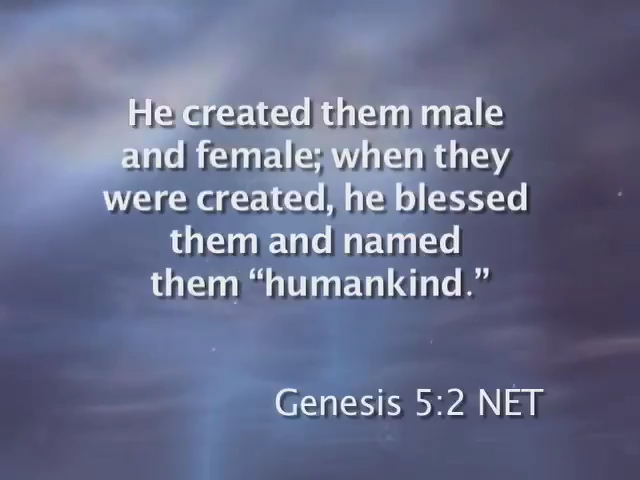 He created them male
and female; when they
were created, he blessed
them and named
them “humankind.”
Genesis 5:2 NET